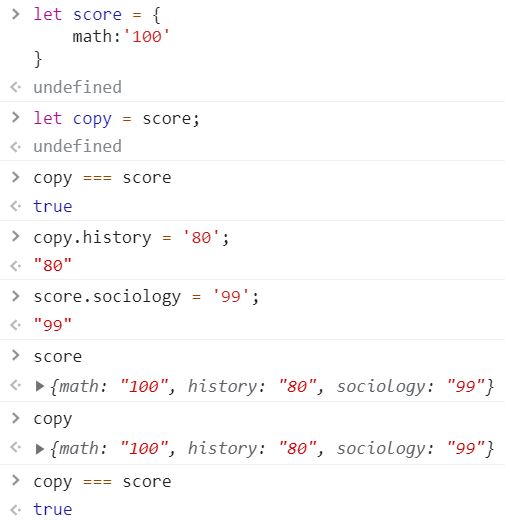 > let score = {
math:'100'
}
<· undefined
> let copy = score;
<· undefined
> copy === score
<· true
> copy.history = '80';
<· "80"
> score.sociology = '99';
<· "99"
> score
<· ▶{math: "100", history: "80", sociology: "99"}
> copy
<· ▶{math: "100", history: "80", sociology: "99"}
> copy === score
<· true